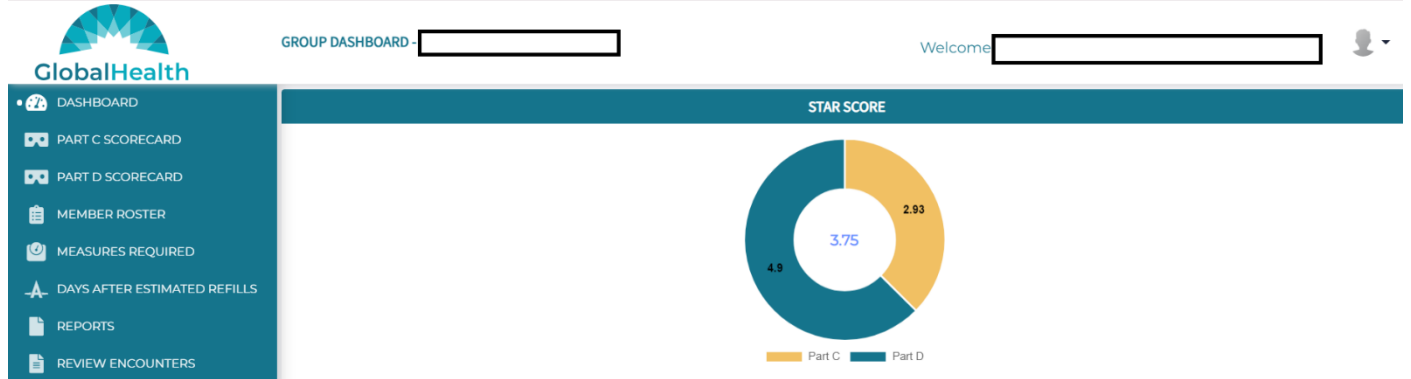 GlobalHealth
GROUP DASHBOARD -
Welcome
DASHBOARD
PART C SCORECARD
PART D SCORECARD
MEMBER ROSTER
MEASURES REQUIRED
DAYS AFTER ESTIMATED REFILLS
REPORTS
REVIEW ENCOUNTERS
STAR SCORE
2.93
3.75
4.9
Part C Part D